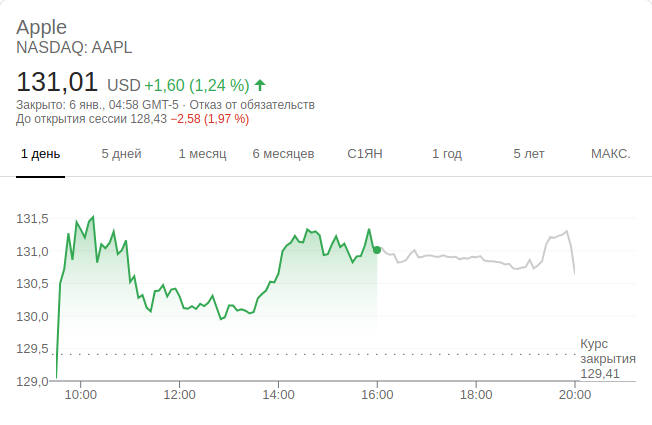 Apple
NASDAQ: AAPL
131,01 USD +1,60 (1,24 %)
Закрыто: 6 янв., 04:58 GMT-5 · Отказ от обязательств
До открытия сессии 128,43 −2,58 (1,97 %)
1 день 5 дней 1 месяц 6 месяцев С1ЯН 1 год 5 лет МАКС.
131,5
131,0
130,5
130,0
129,5
129,0
Курс
закрытия
129,41
10:00 12:00 14:00 16:00 18:00 20:00